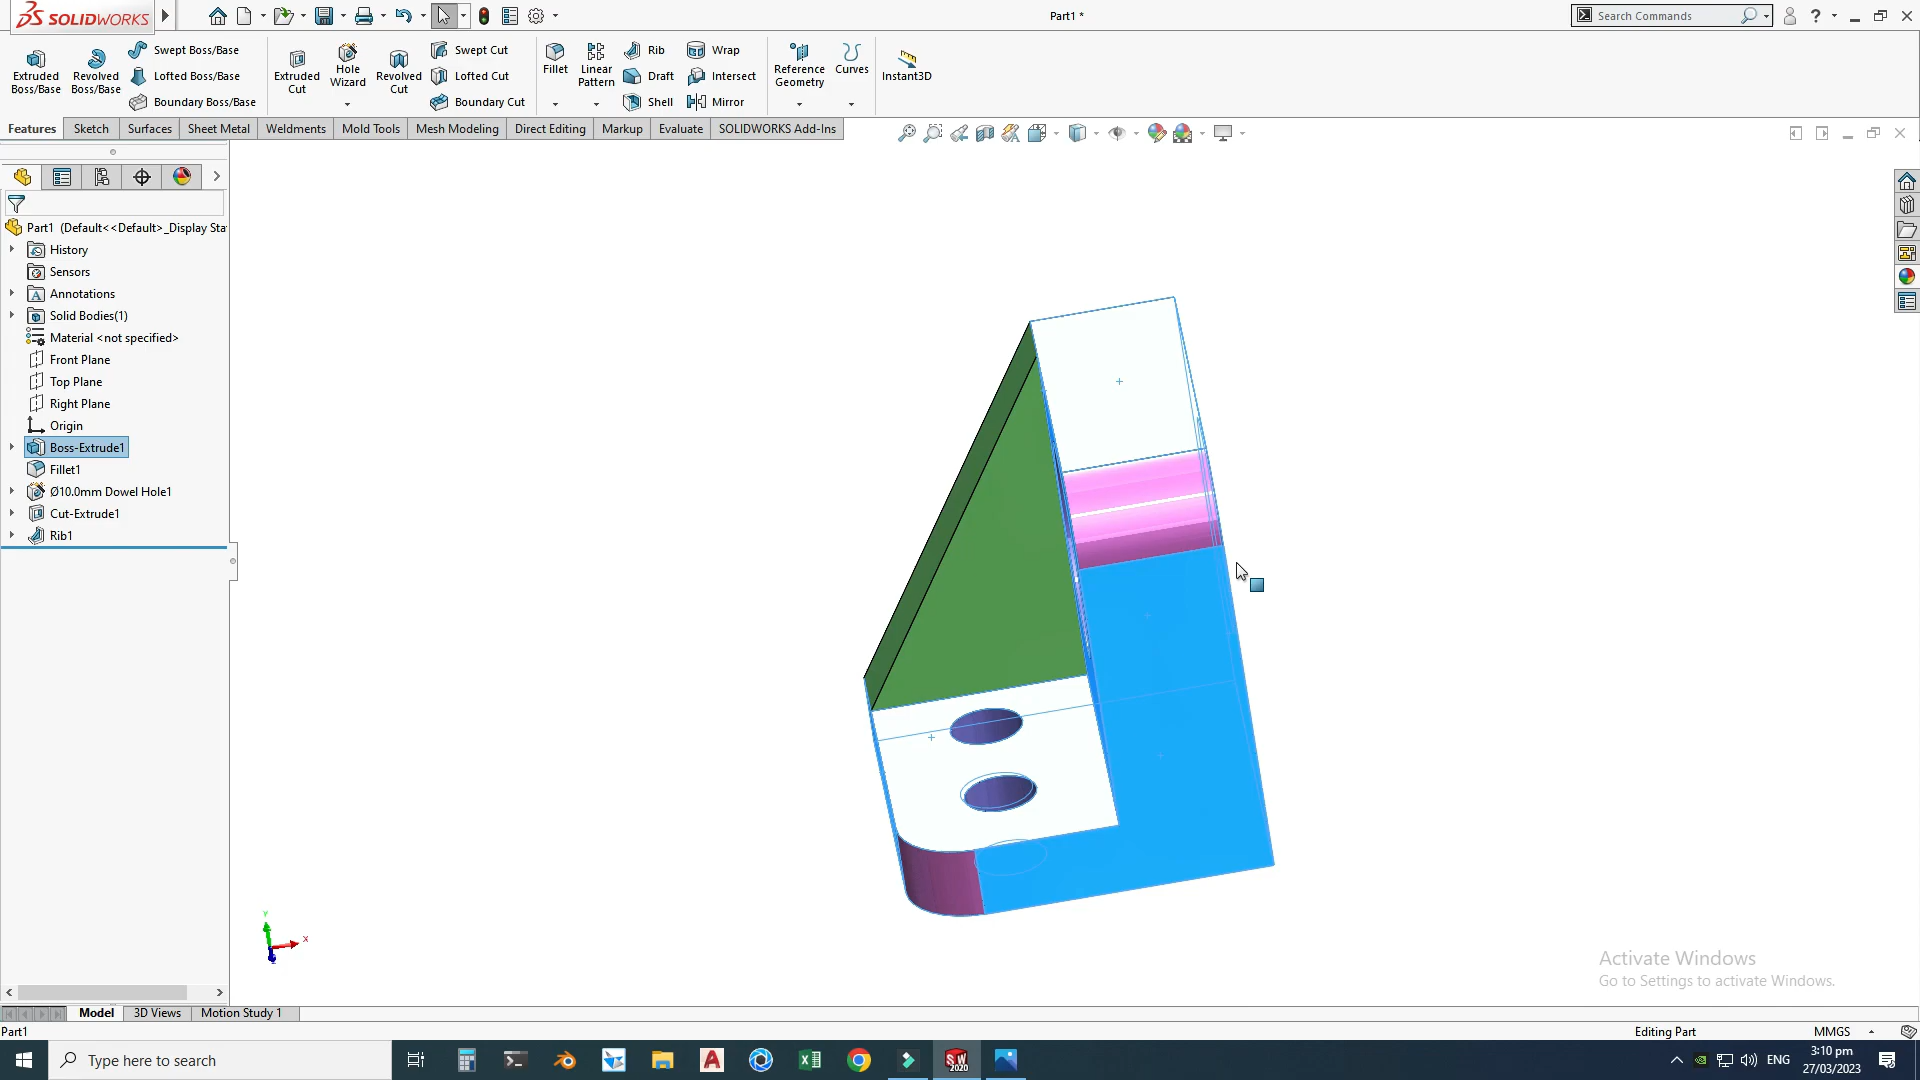 SOLIDWORKS
Part1 *
Search Commands
Extruded Boss/Base
Revolved Boss/Base
Swept Boss/Base
Lofted Boss/Base
Boundary Boss/Base
Extruded Cut
Hole Wizard
Revolved Cut
Swept Cut
Lofted Cut
Boundary Cut
Fillet
Linear Pattern
Rib
Draft
Shell
Wrap
Intersect
Mirror
Reference Geometry
Curves
Instant3D
Features
Sketch
Surfaces
Sheet Metal
Weldments
Mold Tools
Mesh Modeling
Direct Editing
Markup
Evaluate
SOLIDWORKS Add-Ins
Part1 (Default<<Default>_Display Sta
History
Sensors
Annotations
Solid Bodies(1)
Material <not specified>
Front Plane
Top Plane
Right Plane
Origin
Boss-Extrude1
Fillet1
Ø10.0mm Dowel Hole1
Cut-Extrude1
Rib1
Y
X
Activate Windows
Go to Settings to activate Windows.
Model
3D Views
Motion Study 1
Part1
Editing Part
MMGS
Type here to search
SW 2020
ENG
3:10 pm
27/03/2023